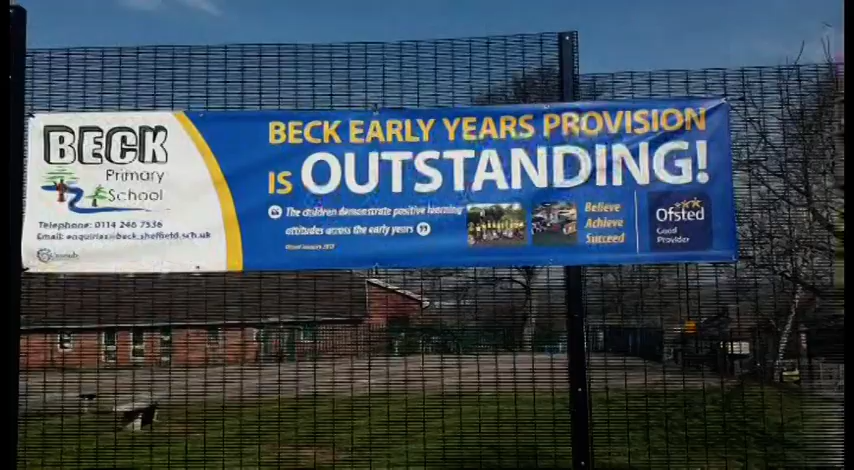 BECK
Primary
School
Telephone: 0114 246 7536
Email: enquiries@beck.sheffield.sch.uk
BECK EARLY YEARS PROVISION
IS OUTSTANDING!
“ The children demonstrate positive learning
attitudes across the early years ”
Believe
Achieve
Succeed
Ofsted
Good
Provider